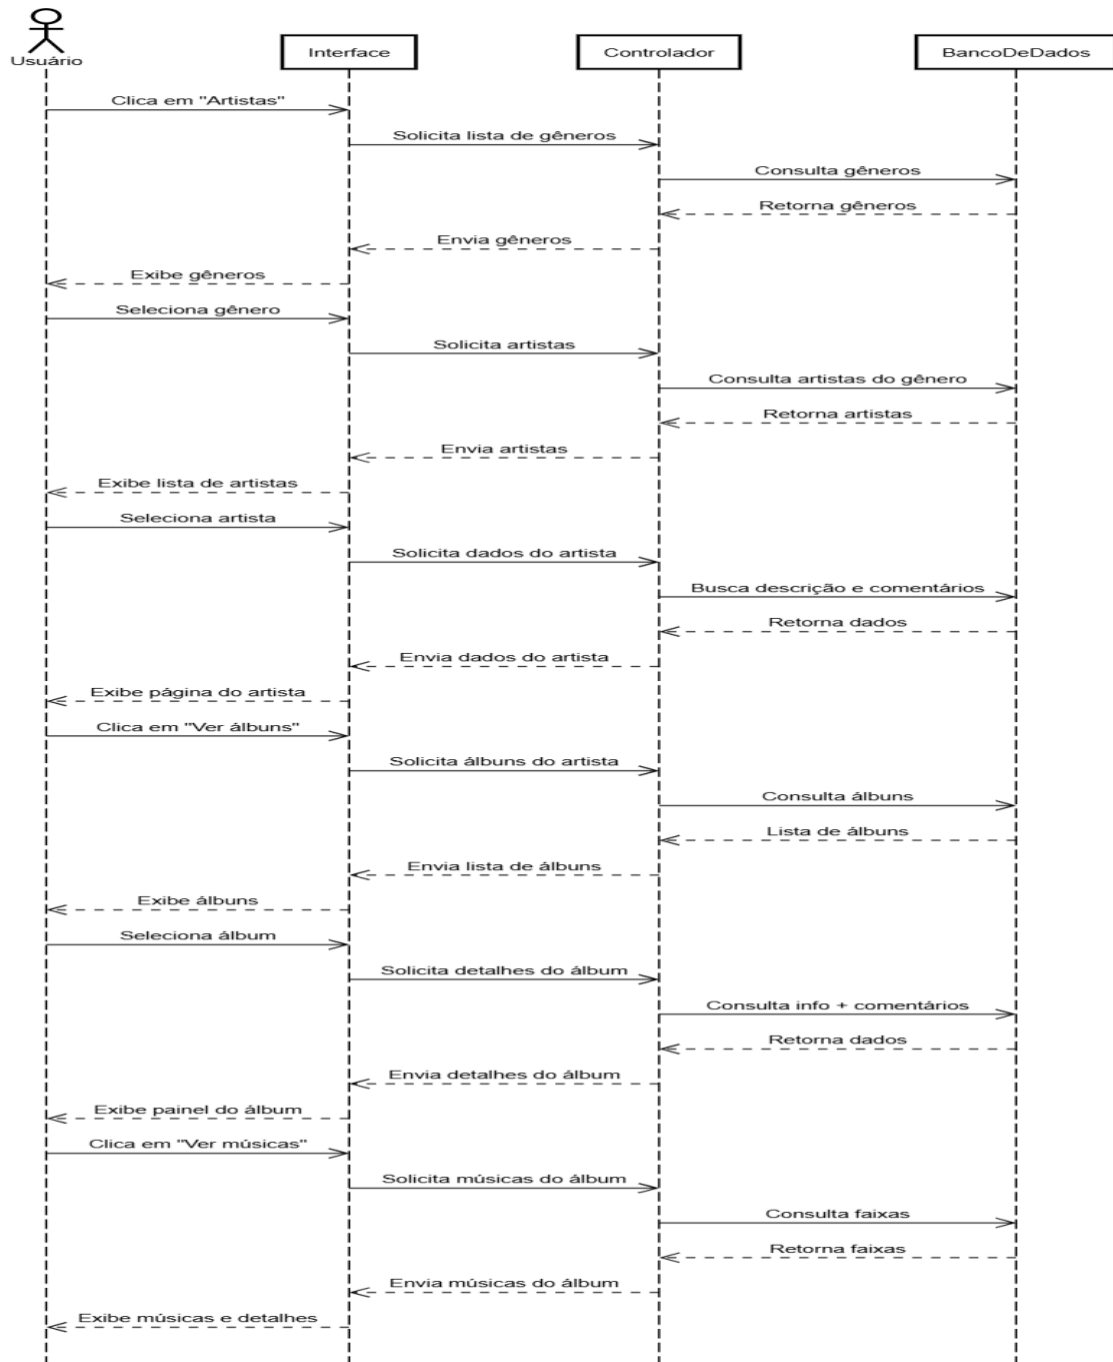 Usuário
Interface
Controlador
BancoDeDados
Clica em "Artistas"
Solicita lista de gêneros
Consulta gêneros
Retorna gêneros
Envia gêneros
Exibe gêneros
Seleciona gênero
Solicita artistas
Consulta artistas do gênero
Retorna artistas
Envia artistas
Exibe lista de artistas
Seleciona artista
Solicita dados do artista
Busca descrição e comentários
Retorna dados
Envia dados do artista
Exibe página do artista
Clica em "Ver álbuns"
Solicita álbuns do artista
Consulta álbuns
Lista de álbuns
Envia lista de álbuns
Exibe álbuns
Seleciona álbum
Solicita detalhes do álbum
Consulta info + comentários
Retorna dados
Envia detalhes do álbum
Exibe painel do álbum
Clica em "Ver músicas"
Solicita músicas do álbum
Consulta faixas
Retorna faixas
Envia músicas do álbum
Exibe músicas e detalhes